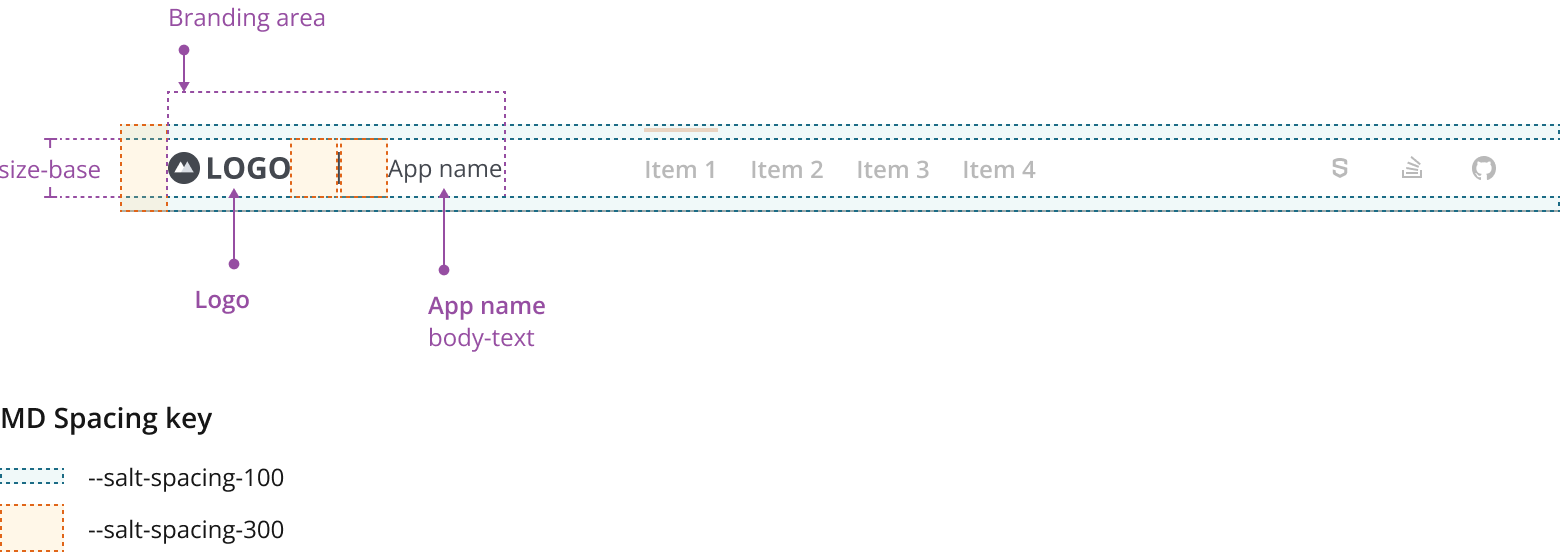 Branding area
size-base
LOGO
App name
Item 1
Item 2
Item 3
Item 4
Logo
App name
body-text
MD Spacing key
--salt-spacing-100
--salt-spacing-300